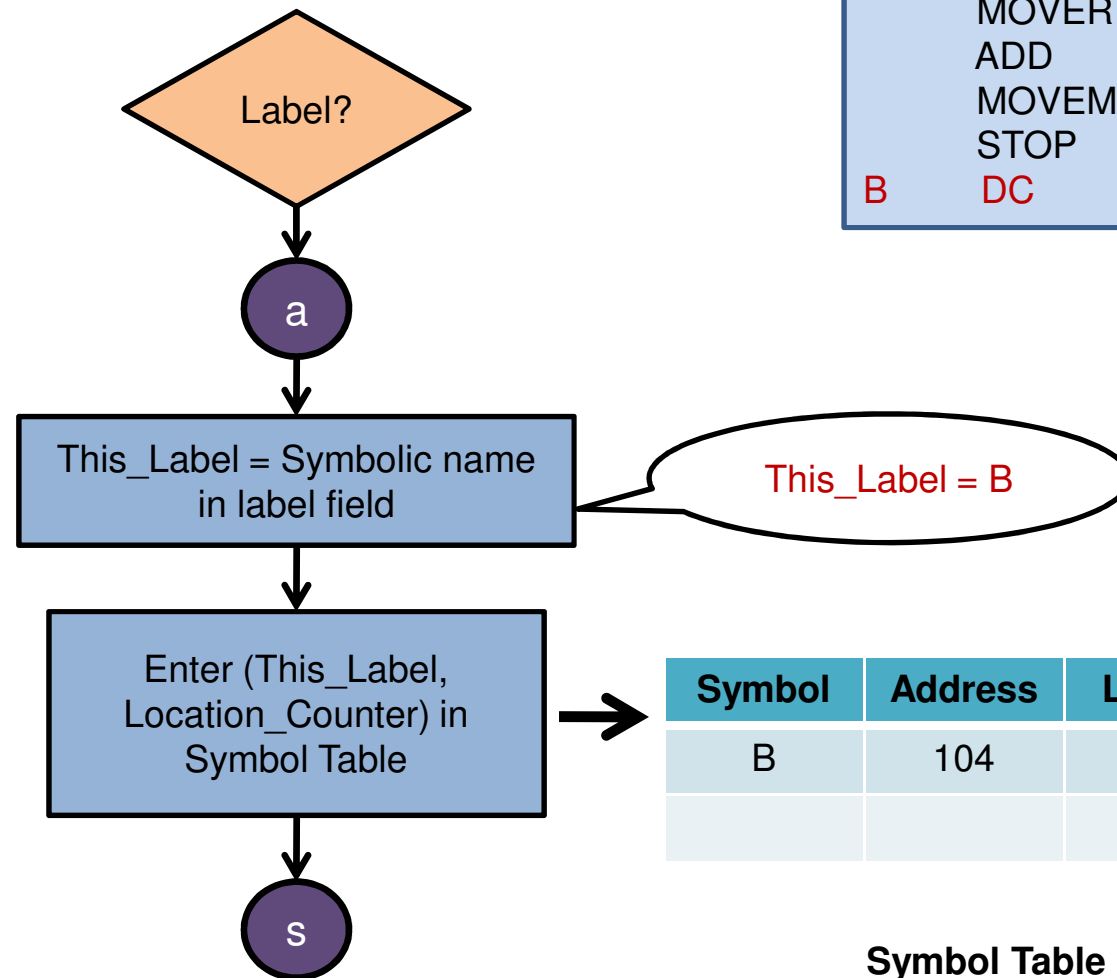 MOVER
ADD
MOVEM
STOP
B DC
Label?
a
This_Label = Symbolic name
in label field
This_Label = B
Enter (This_Label,
Location_Counter) in
Symbol Table
Symbol Address L
B 104
s
Symbol Table